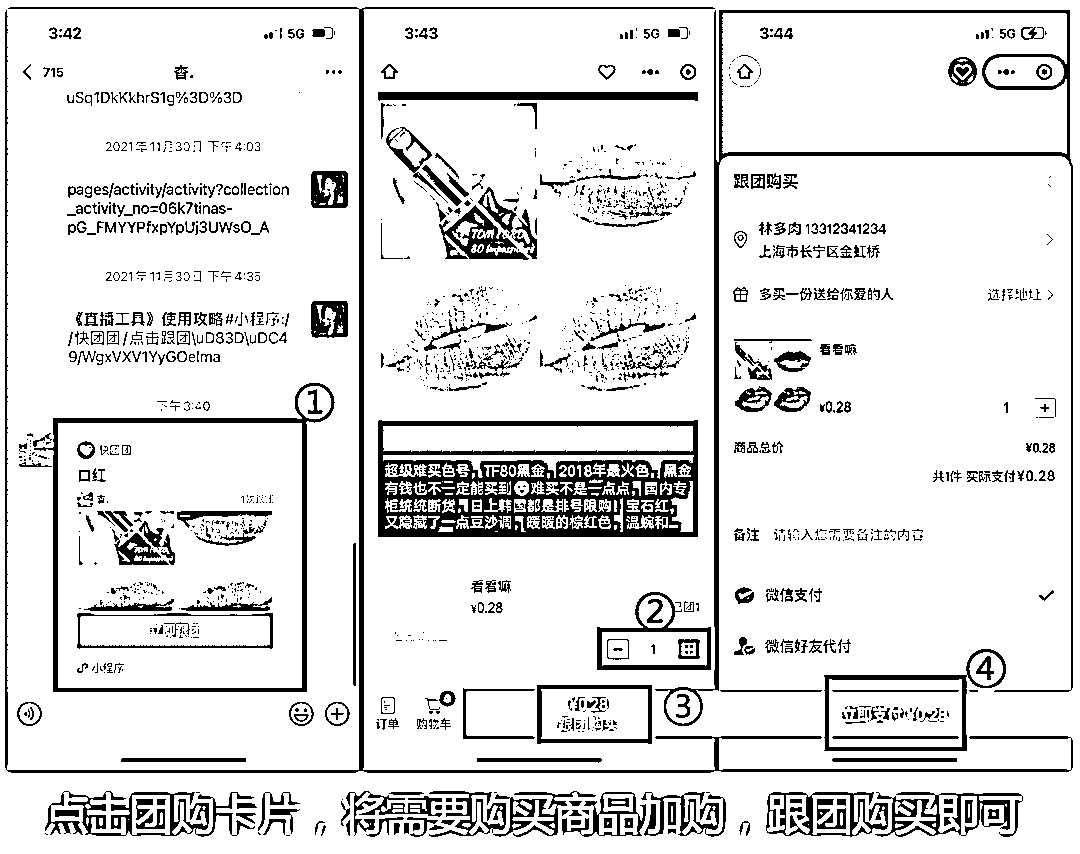 3:42
5G
715
杳.
uSq1DkKkhrS1g%3D%3D
2021年11月30日 下午4:03
pages/activity/activity?collection
_activity_no=06k7tinas-
pG_FMYYPfxpYpUj3UWsO_A
2021年11月30日 下午4:35
《直播工具》使用攻略#小程序:/
/快团团/点击跟团\uD83D\uDC4
9/WgxVXV1YyGOelma
下午3:40
①
快团团
口红
杳.
1次跟团
TOM FORD
立即跟团
小程序
3:43
5G
TOM FORD
80 Impassioned
超级难买色号，TF80黑金，2018年最火色，黑金
有钱也不一定能买到😮难买不是一点点，国内专
柜统统断货，日上韩国都是排号限购！宝石红，
又隐藏了一点豆沙调，暖暖的棕红色，温婉和...
看看嘛
¥0.28
已团1
②
1
订单
购物车
¥0.28
跟团购买
③
3:44
5G
跟团购买
林多肉 13312341234
上海市长宁区金虹桥
多买一份送给你爱的人
选择地址
看看嘛
¥0.28
1
商品总价
¥0.28
共1件 实际支付¥0.28
备注
请输入您需要备注的内容
微信支付
微信好友代付
④
立即支付¥0.28
点击团购卡片，将需要购买商品加购，跟团购买即可